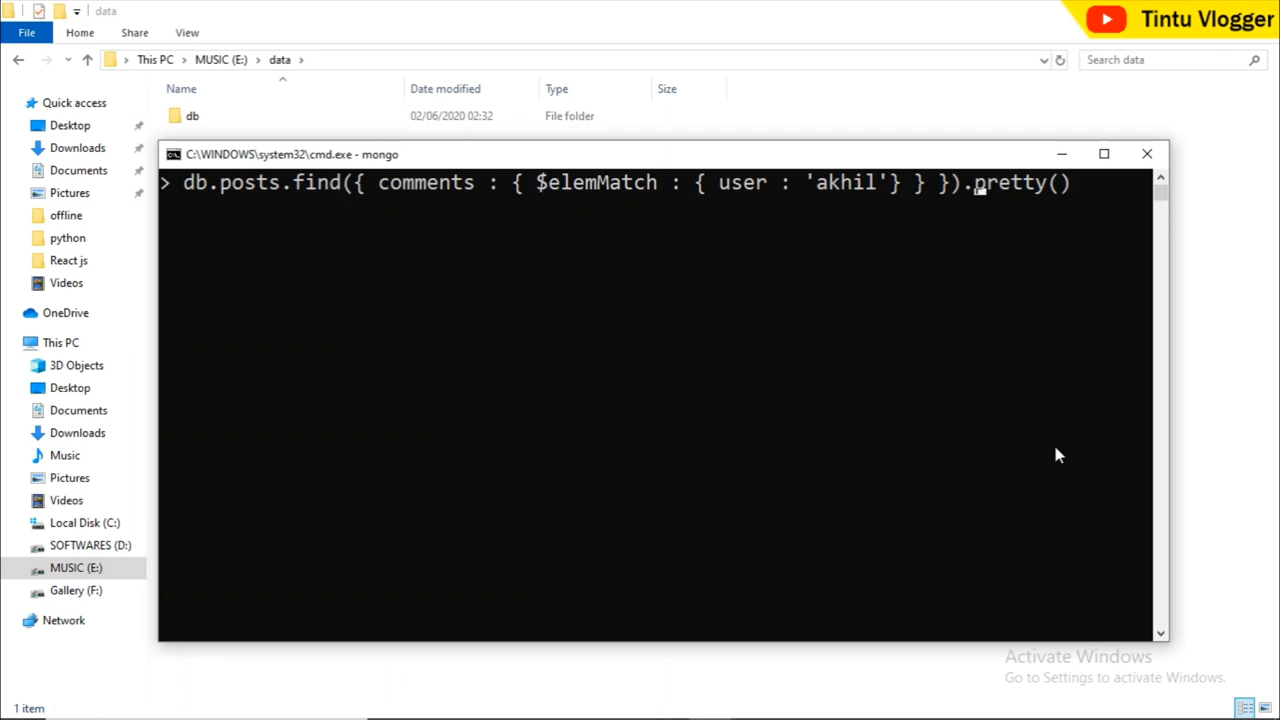 data
Tintu Vlogger
File Home Share View
This PC MUSIC (E:) data
Search data
Name Date modified Type Size
db 02/06/2020 02:32 File folder
Quick access
Desktop
Downloads
Documents
Pictures
offline
python
React js
Videos
OneDrive
This PC
3D Objects
Desktop
Documents
Downloads
Music
Pictures
Videos
Local Disk (C:)
SOFTWARES (D:)
MUSIC (E:)
Gallery (F:)
Network
C:\WINDOWS\system32\cmd.exe - mongo
> db.posts.find({ comments : { $elemMatch : { user : 'akhil'} } }).pretty()
Activate Windows
Go to Settings to activate Windows.
1 item